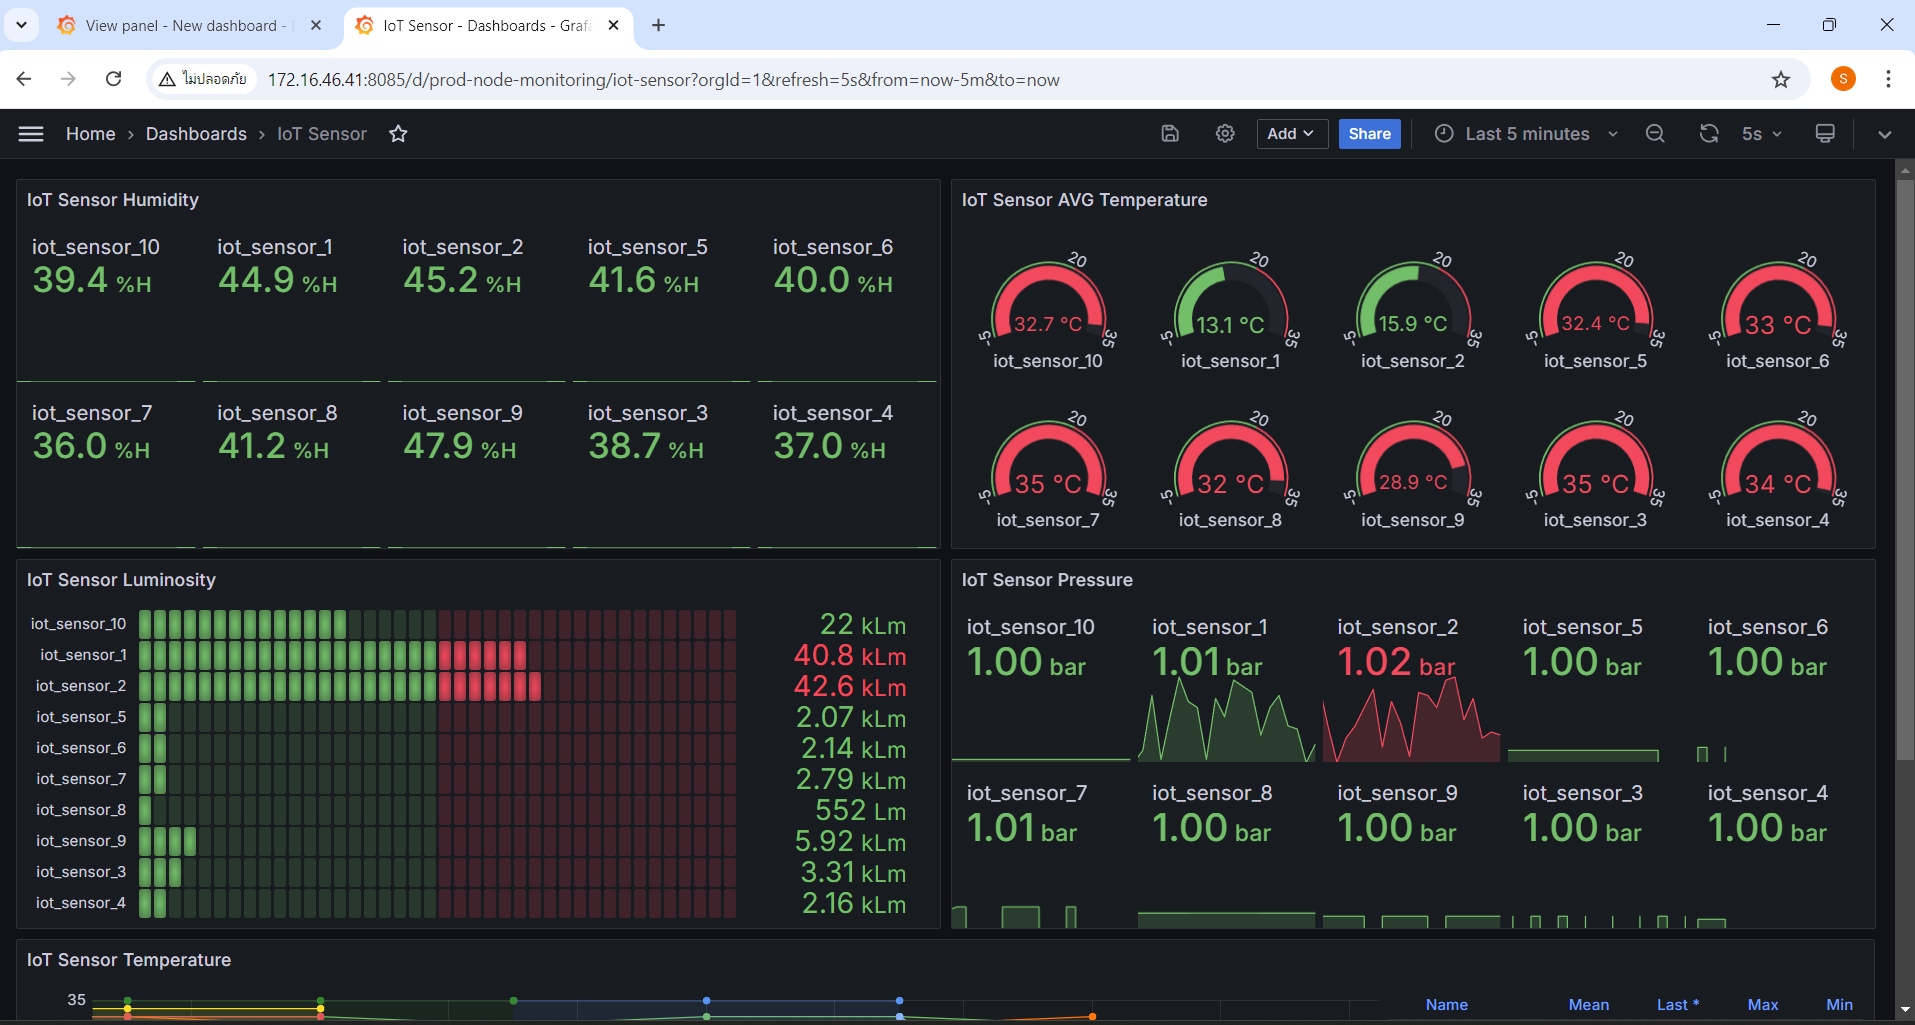 View panel - New dashboard -
IoT Sensor - Dashboards - Grafa
ไม่ปลอดภัย
172.16.46.41:8085/d/prod-node-monitoring/iot-sensor?orgId=1&refresh=5s&from=now-5m&to=now
S
Home › Dashboards › IoT Sensor
Add
Share
Last 5 minutes
5s
IoT Sensor Humidity
iot_sensor_10 iot_sensor_1 iot_sensor_2 iot_sensor_5 iot_sensor_6
39.4 %H 44.9 %H 45.2 %H 41.6 %H 40.0 %H
iot_sensor_7 iot_sensor_8 iot_sensor_9 iot_sensor_3 iot_sensor_4
36.0 %H 41.2 %H 47.9 %H 38.7 %H 37.0 %H
IoT Sensor AVG Temperature
20 20 20 20 20
32.7 °C 13.1 °C 15.9 °C 32.4 °C 33 °C
-5 35 -5 35 -5 35 -5 35 -5 35
iot_sensor_10 iot_sensor_1 iot_sensor_2 iot_sensor_5 iot_sensor_6
20 20 20 20 20
35 °C 32 °C 28.9 °C 35 °C 34 °C
-5 35 -5 35 -5 35 -5 35 -5 35
iot_sensor_7 iot_sensor_8 iot_sensor_9 iot_sensor_3 iot_sensor_4
IoT Sensor Luminosity
iot_sensor_10 22 kLm
iot_sensor_1 40.8 kLm
iot_sensor_2 42.6 kLm
iot_sensor_5 2.07 kLm
iot_sensor_6 2.14 kLm
iot_sensor_7 2.79 kLm
iot_sensor_8 552 Lm
iot_sensor_9 5.92 kLm
iot_sensor_3 3.31 kLm
iot_sensor_4 2.16 kLm
IoT Sensor Pressure
iot_sensor_10 iot_sensor_1 iot_sensor_2 iot_sensor_5 iot_sensor_6
1.00 bar 1.01 bar 1.02 bar 1.00 bar 1.00 bar
iot_sensor_7 iot_sensor_8 iot_sensor_9 iot_sensor_3 iot_sensor_4
1.01 bar 1.00 bar 1.00 bar 1.00 bar 1.00 bar
IoT Sensor Temperature
35
Name Mean Last * Max Min